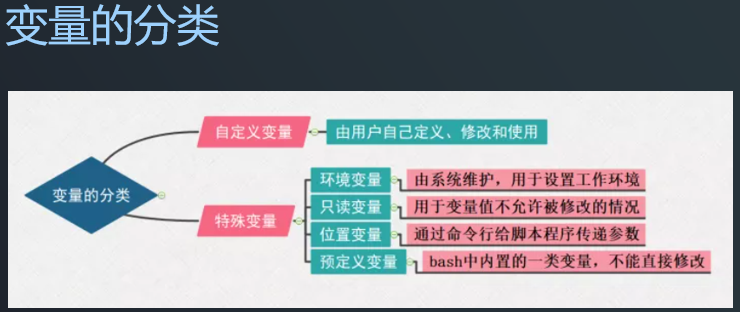 变量的分类
变量的分类
自定义变量
由用户自己定义、修改和使用
特殊变量
环境变量
由系统维护，用于设置工作环境
只读变量
用于变量值不允许被修改的情况
位置变量
通过命令行给脚本程序传递参数
预定义变量
bash中内置的一类变量，不能直接修改